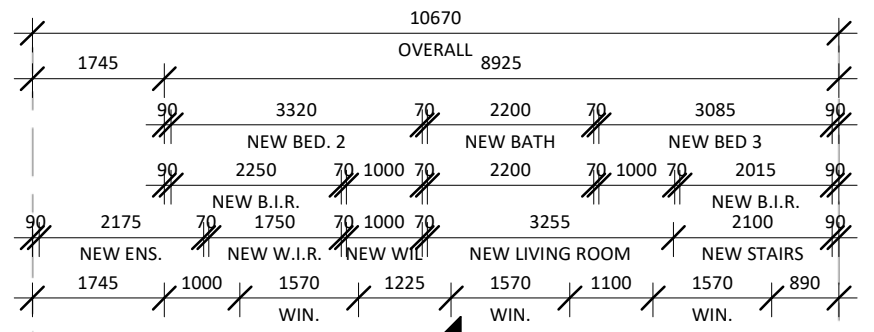 10670
OVERALL
1745 8925
90 3320 70 2200 70 3085 90
NEW BED. 2 NEW BATH NEW BED 3
90 2250 70 1000 70 2200 70 1000 70 2015 90
NEW B.I.R. NEW B.I.R.
90 2175 70 1750 70 1000 70 3255 2100 90
NEW ENS. NEW W.I.R. NEW WIL NEW LIVING ROOM NEW STAIRS
1745 1000 1570 1225 1570 1100 1570 890
WIN. WIN. WIN.